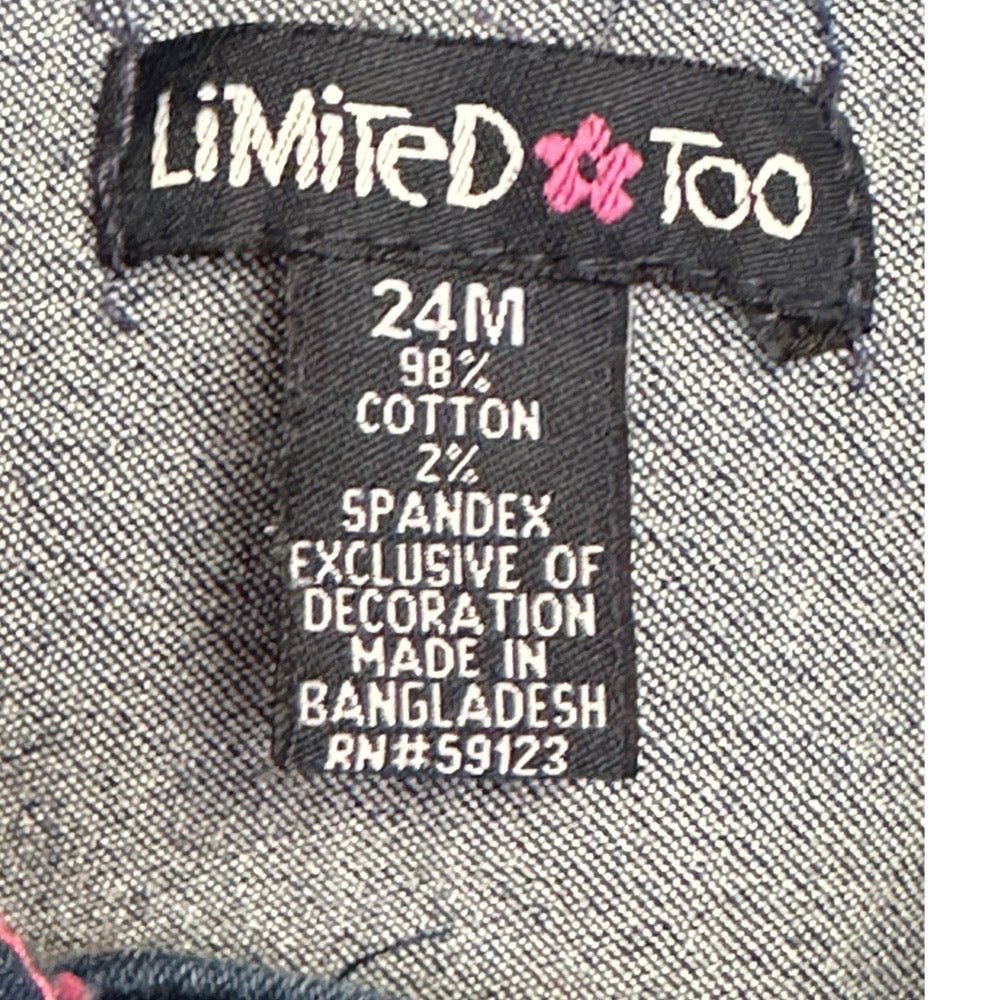 LiMiTeD TOO
24M
98%
COTTON
2%
SPANDEX
EXCLUSIVE OF
DECORATION
MADE IN
BANGLADESH
RN#59123